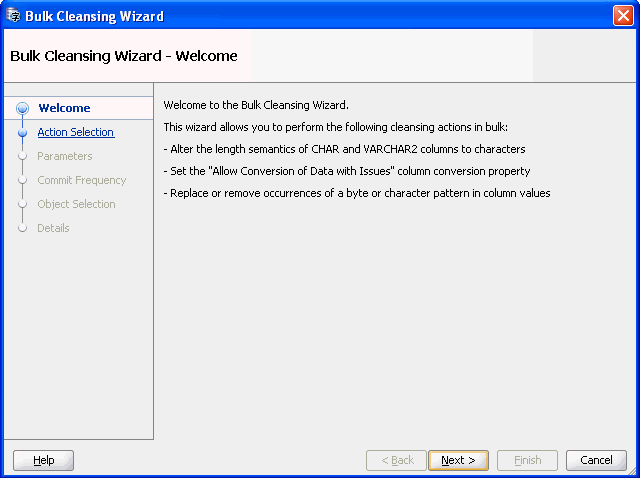 Bulk Cleansing Wizard
Bulk Cleansing Wizard - Welcome
Welcome
Action Selection
Parameters
Commit Frequency
Object Selection
Details
Welcome to the Bulk Cleansing Wizard.
This wizard allows you to perform the following cleansing actions in bulk:
- Alter the length semantics of CHAR and VARCHAR2 columns to characters
- Set the "Allow Conversion of Data with Issues" column conversion property
- Replace or remove occurrences of a byte or character pattern in column values
Help
< Back
Next >
Finish
Cancel